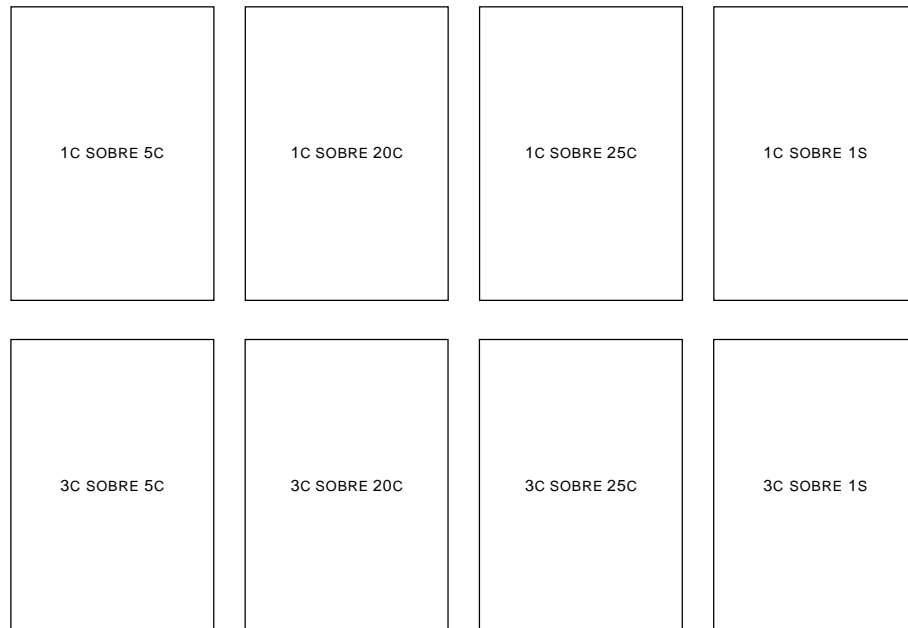 1C SOBRE 5C
1C SOBRE 20C
1C SOBRE 25C
1C SOBRE 1S
3C SOBRE 5C
3C SOBRE 20C
3C SOBRE 25C
3C SOBRE 1S